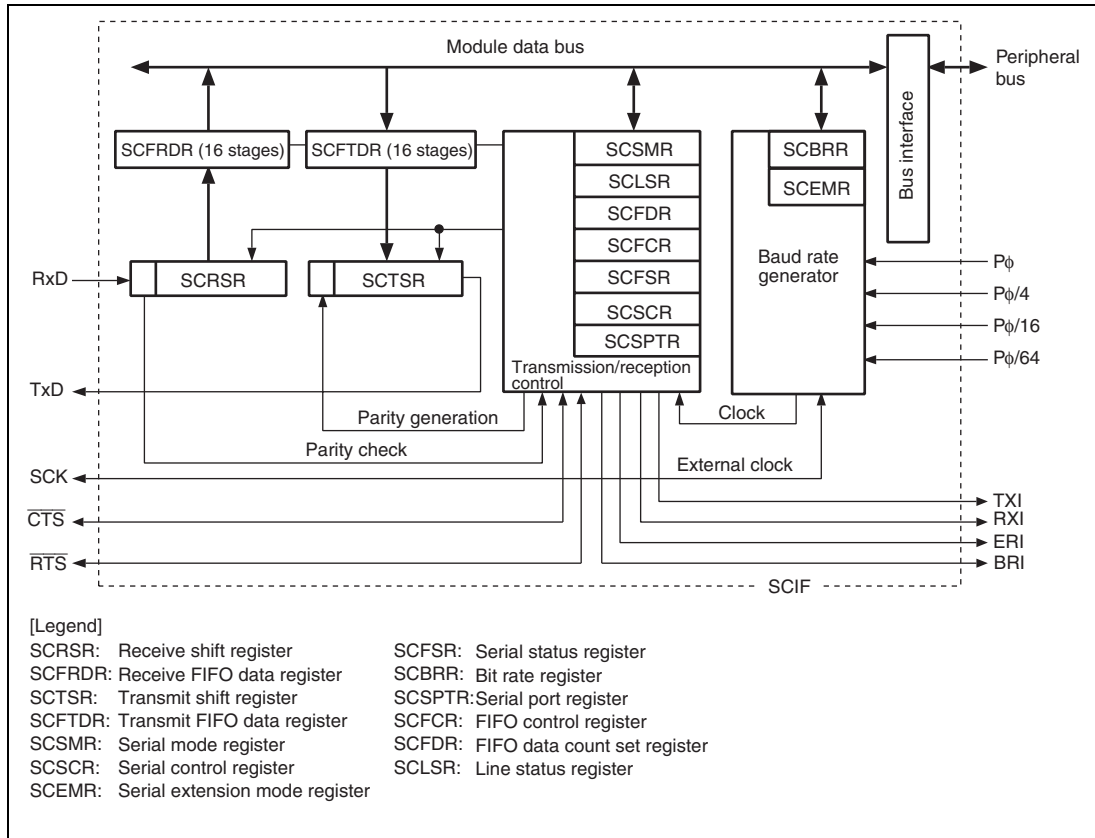 Module data bus
Peripheral
bus
Bus interface
SCFRDR (16 stages)
SCFTDR (16 stages)
SCSMR
SCLSR
SCFDR
SCFCR
SCFSR
SCSCR
SCSPTR
Transmission/reception
control
SCBRR
SCEMR
Baud rate
generator
RxD
SCRSR
SCTSR
Pϕ
Pϕ/4
Pϕ/16
Pϕ/64
TxD
Parity generation
Clock
Parity check
External clock
SCK
CTS
RTS
TXI
RXI
ERI
BRI
SCIF
[Legend]
SCRSR: Receive shift register
SCFRDR: Receive FIFO data register
SCTSR: Transmit shift register
SCFTDR: Transmit FIFO data register
SCSMR: Serial mode register
SCSCR: Serial control register
SCEMR: Serial extension mode register
SCFSR: Serial status register
SCBRR: Bit rate register
SCSPTR: Serial port register
SCFCR: FIFO control register
SCFDR: FIFO data count set register
SCLSR: Line status register